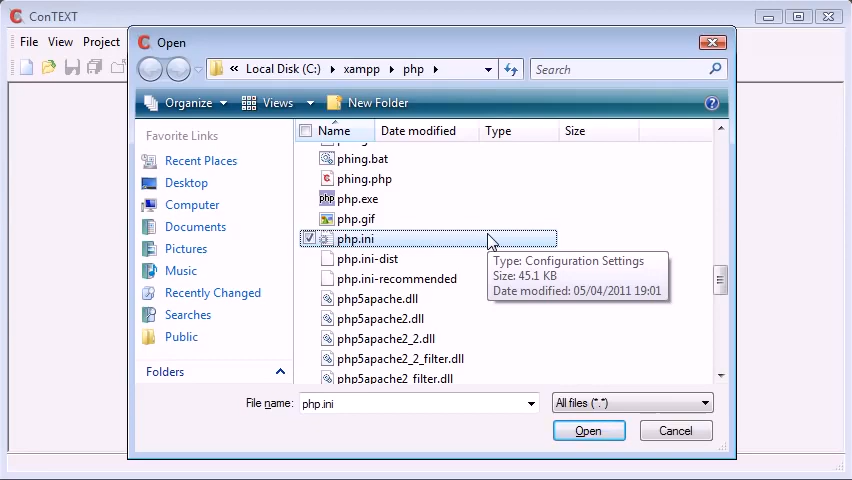 ConTEXT
File View Project
Open
« Local Disk (C:) xampp php
Search
Organize Views New Folder
Favorite Links
Recent Places
Desktop
Computer
Documents
Pictures
Music
Recently Changed
Searches
Public
Folders
Name Date modified Type Size
phing.bat
phing.php
php php.exe
php.gif
php.ini
php.ini-dist
php.ini-recommended
php5apache.dll
php5apache2.dll
php5apache2_2.dll
php5apache2_2_filter.dll
php5apache2_filter.dll
Type: Configuration Settings
Size: 45.1 KB
Date modified: 05/04/2011 19:01
File name: php.ini All files (*.*)
Open Cancel